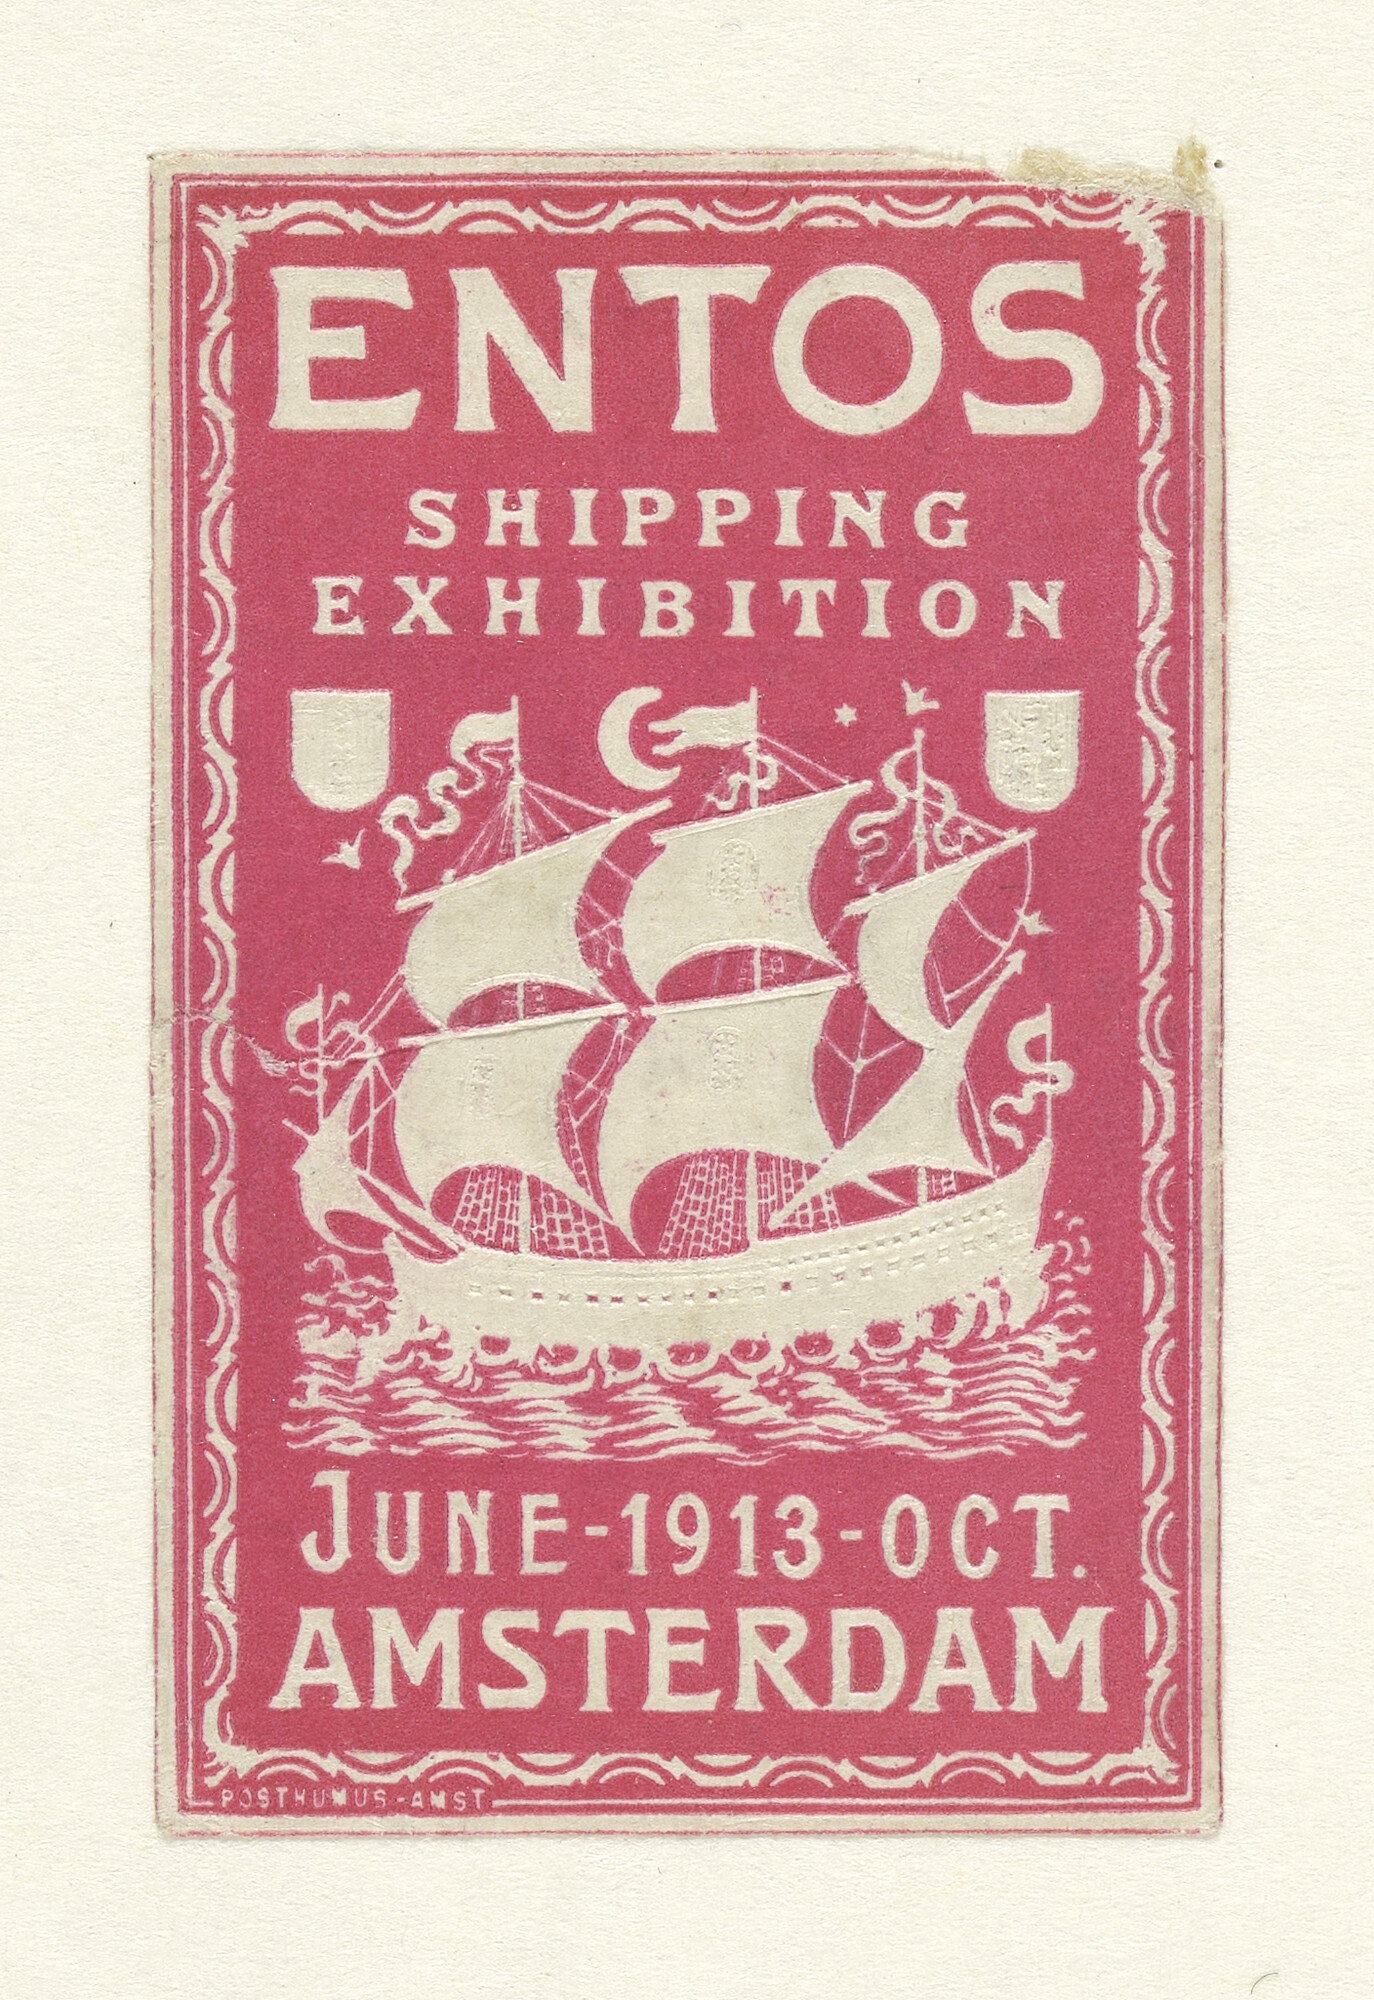 ENTOS
SHIPPING
EXHIBITION
JUNE-1913-OCT.
AMSTERDAM
POSTHUMUS-AMST.